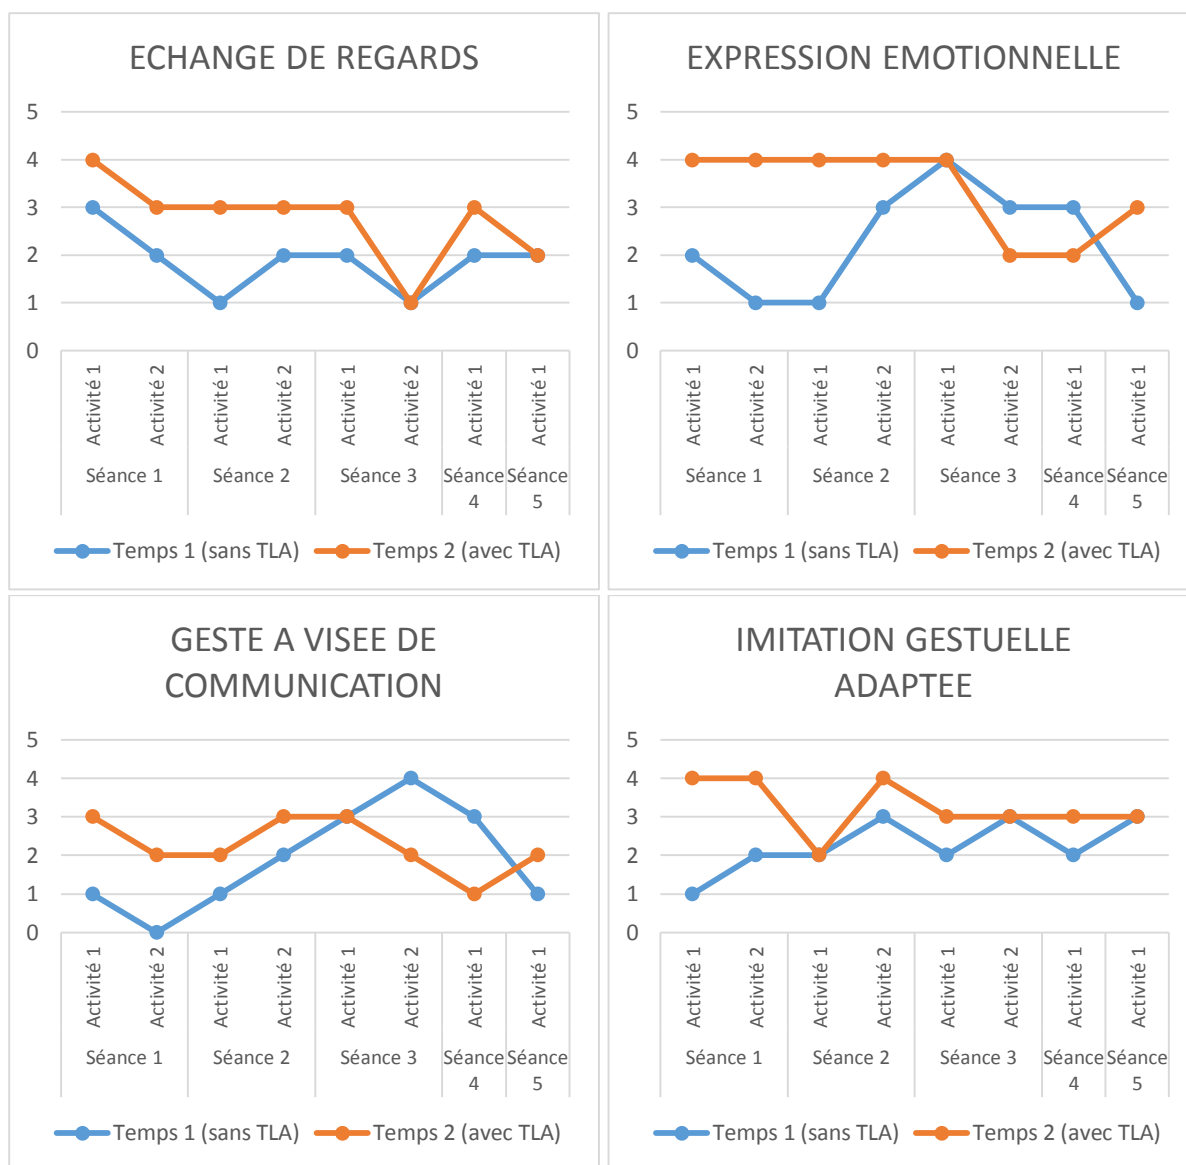 ECHANGE DE REGARDS
5
4
3
2
1
0
Activité 1
Activité 2
Activité 1
Activité 2
Activité 1
Activité 2
Activité 1
Activité 1
Séance 1
Séance 2
Séance 3
Séance
4
Séance
5
Temps 1 (sans TLA)
Temps 2 (avec TLA)
EXPRESSION EMOTIONNELLE
5
4
3
2
1
0
Activité 1
Activité 2
Activité 1
Activité 2
Activité 1
Activité 2
Activité 1
Activité 1
Séance 1
Séance 2
Séance 3
Séance
4
Séance
5
Temps 1 (sans TLA)
Temps 2 (avec TLA)
GESTE A VISEE DE
COMMUNICATION
5
4
3
2
1
0
Activité 1
Activité 2
Activité 1
Activité 2
Activité 1
Activité 2
Activité 1
Activité 1
Séance 1
Séance 2
Séance 3
Séance
4
Séance
5
Temps 1 (sans TLA)
Temps 2 (avec TLA)
IMITATION GESTUELLE
ADAPTEE
5
4
3
2
1
0
Activité 1
Activité 2
Activité 1
Activité 2
Activité 1
Activité 2
Activité 1
Activité 1
Séance 1
Séance 2
Séance 3
Séance
4
Séance
5
Temps 1 (sans TLA)
Temps 2 (avec TLA)